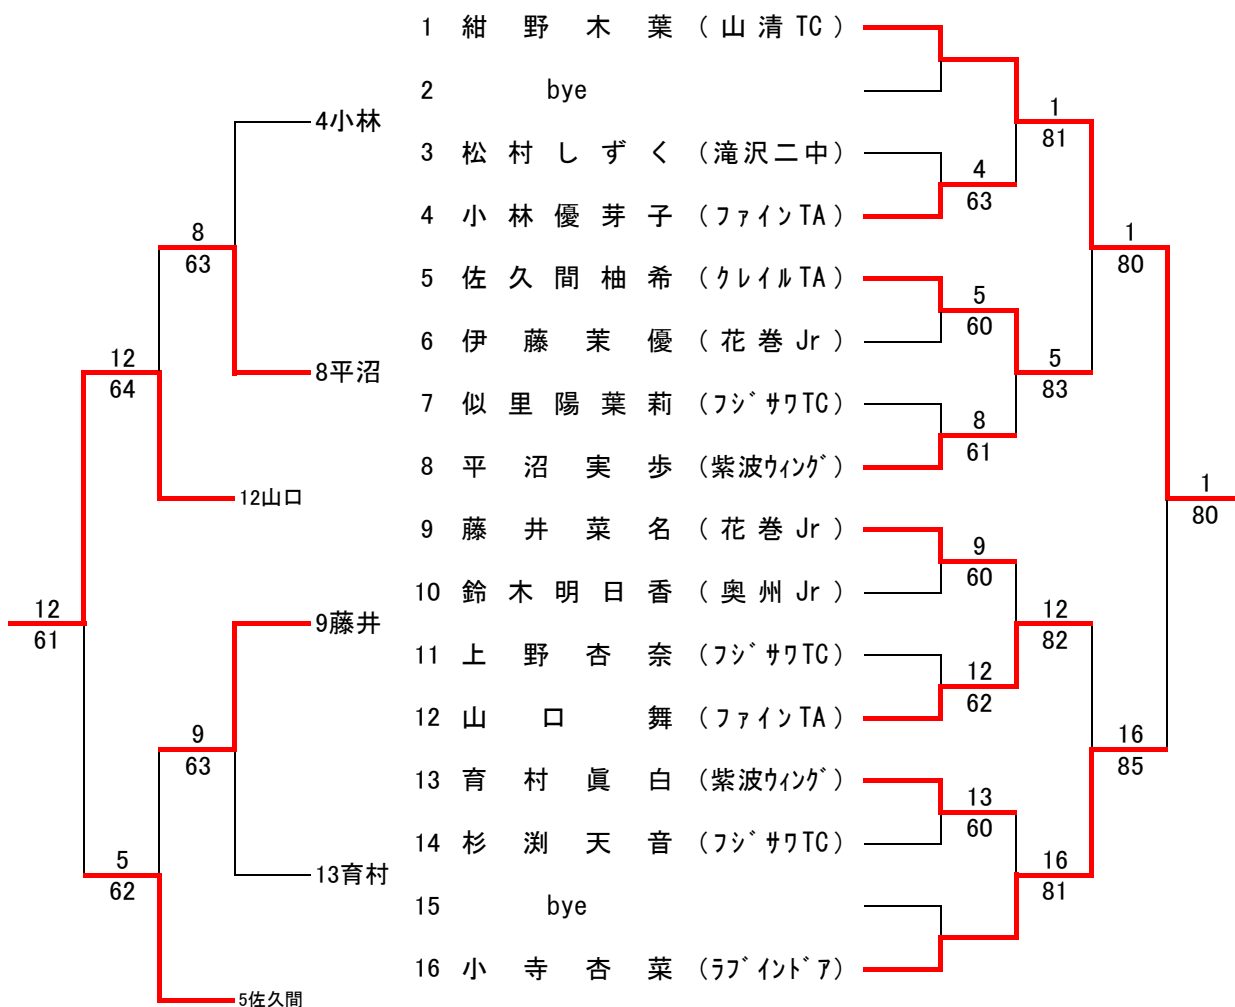 1 紺野木葉 (山清TC)
2 bye
4小林
1
81
3 松村しずく (滝沢二中)
4
63
4 小林優芽子 (ファインTA)
8
63
1
80
5 佐久間柚希 (クレイルTA)
5
60
6 伊藤茉優 (花巻Jr)
12
64
8平沼
5
83
7 似里陽葉莉 (フジサワTC)
8
61
8 平沼実歩 (紫波ウィング)
12山口
1
80
9 藤井菜名 (花巻Jr)
9
60
10 鈴木明日香 (奥州Jr)
12
61
9藤井
12
82
11 上野杏奈 (フジサワTC)
12
62
12 山口舞 (ファインTA)
9
63
16
85
13 育村眞白 (紫波ウィング)
13
60
14 杉渕天音 (フジサワTC)
5
62
13育村
16
81
15 bye
16 小寺杏菜 (ラブインドア)
5佐久間